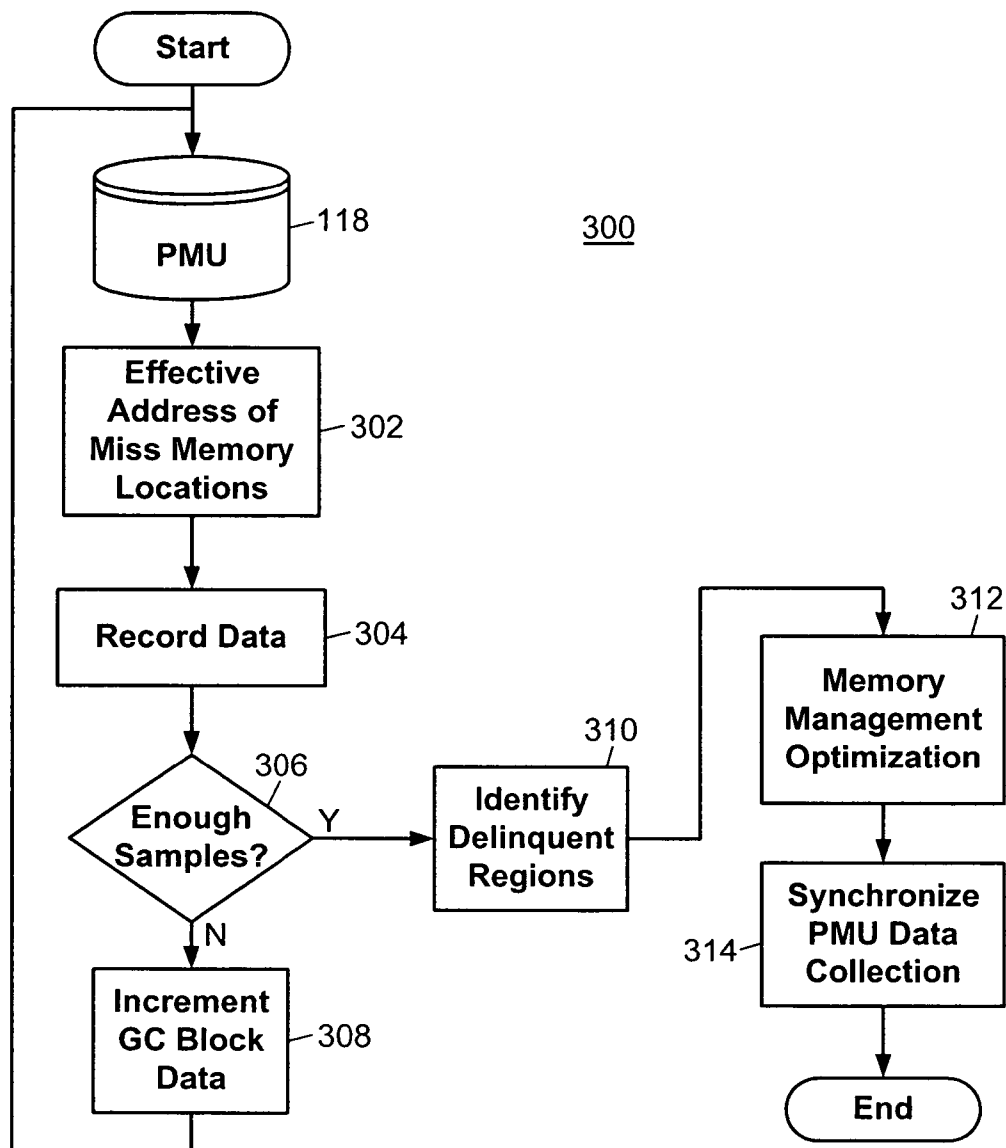 Start
PMU
118
300
Effective
Address of
Miss Memory
Locations
302
Record Data
304
306
Enough
Samples?
Y
N
Increment
GC Block
Data
308
310
Identify
Delinquent
Regions
312
Memory
Management
Optimization
Synchronize
PMU Data
Collection
314
End